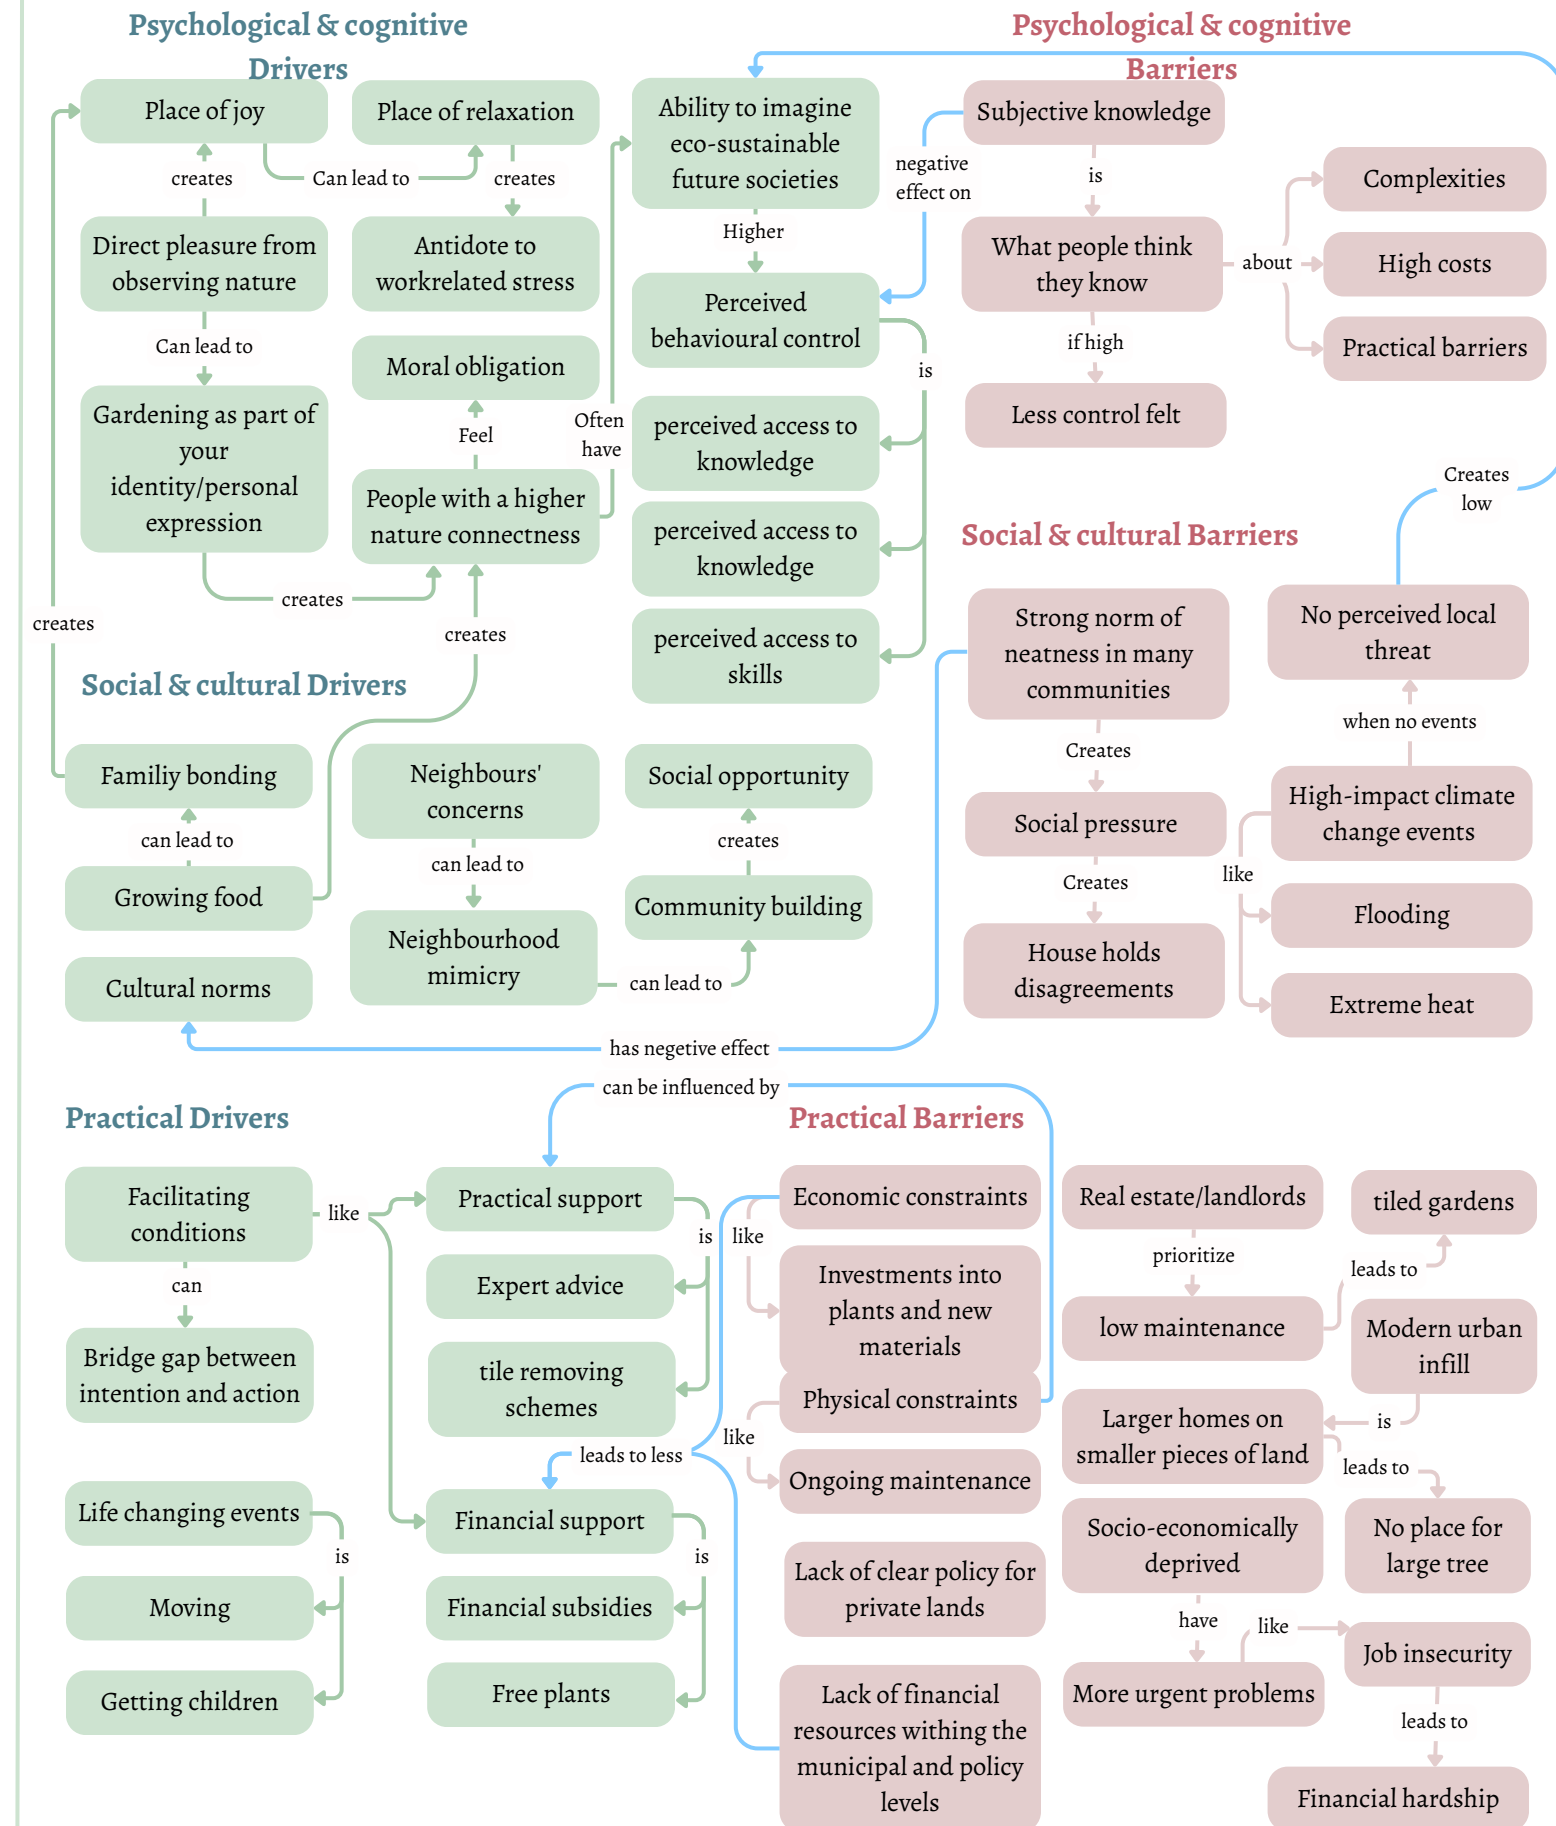 Psychological & cognitive
Drivers
Place of joy
Place of relaxation
creates
Can lead to
creates
Direct pleasure from
observing nature
Antidote to
workrelated stress
Can lead to
Moral obligation
Gardening as part of
your
identity/personal
expression
Feel
Often
have
People with a higher
nature connectness
creates
creates
creates
Ability to imagine
eco-sustainable
future societies
Higher
Perceived
behavioural control
is
perceived access to
knowledge
perceived access to
knowledge
perceived access to
skills
Psychological & cognitive
Barriers
Subjective knowledge
negative
effect on
is
What people think
they know
about
Complexities
High costs
Practical barriers
if high
Less control felt
Creates
low
Social & cultural Drivers
Familiy bonding
can lead to
Growing food
Cultural norms
Neighbours'
concerns
can lead to
Neighbourhood
mimicry
can lead to
Social opportunity
creates
Community building
has negetive effect
Social & cultural Barriers
Strong norm of
neatness in many
communities
Creates
Social pressure
Creates
House holds
disagreements
No perceived local
threat
when no events
High-impact climate
change events
like
Flooding
Extreme heat
can be influenced by
Practical Drivers
Facilitating
conditions
like
can
Bridge gap between
intention and action
Life changing events
is
Moving
Getting children
Practical support
is
Expert advice
tile removing
schemes
leads to less
Financial support
is
Financial subsidies
Free plants
Practical Barriers
Economic constraints
like
Investments into
plants and new
materials
Physical constraints
like
Ongoing maintenance
Lack of clear policy for
private lands
Lack of financial
resources withing the
municipal and policy
levels
Real estate/landlords
prioritize
low maintenance
leads to
tiled gardens
Modern urban
infill
is
Larger homes on
smaller pieces of land
leads to
No place for
large tree
Socio-economically
deprived
have
More urgent problems
like
Job insecurity
leads to
Financial hardship